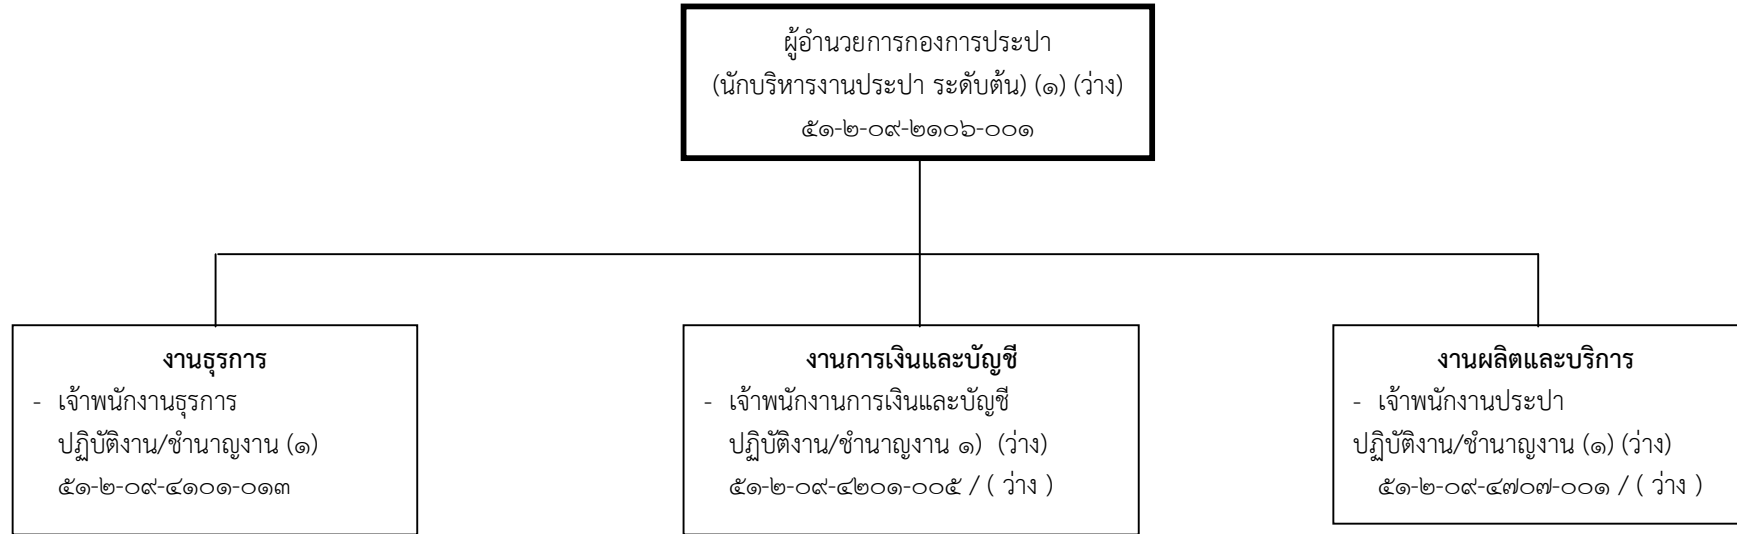 ผู้อำนวยการกองการประปา
(นักบริหารงานประปา ระดับต้น) (๑) (ว่าง)
๕๑-๒-๐๙-๒๑๐๖-๐๐๑
งานธุรการ
- เจ้าพนักงานธุรการ
ปฏิบัติงาน/ชำนาญงาน (๑)
๕๑-๒-๐๙-๔๑๐๑-๐๑๓
งานการเงินและบัญชี
- เจ้าพนักงานการเงินและบัญชี
ปฏิบัติงาน/ชำนาญงาน ๑) (ว่าง)
๕๑-๒-๐๙-๔๒๐๑-๐๐๕ / ( ว่าง )
งานผลิตและบริการ
- เจ้าพนักงานประปา
ปฏิบัติงาน/ชำนาญงาน (๑) (ว่าง)
๕๑-๒-๐๙-๔๗๐๗-๐๐๑ / ( ว่าง )